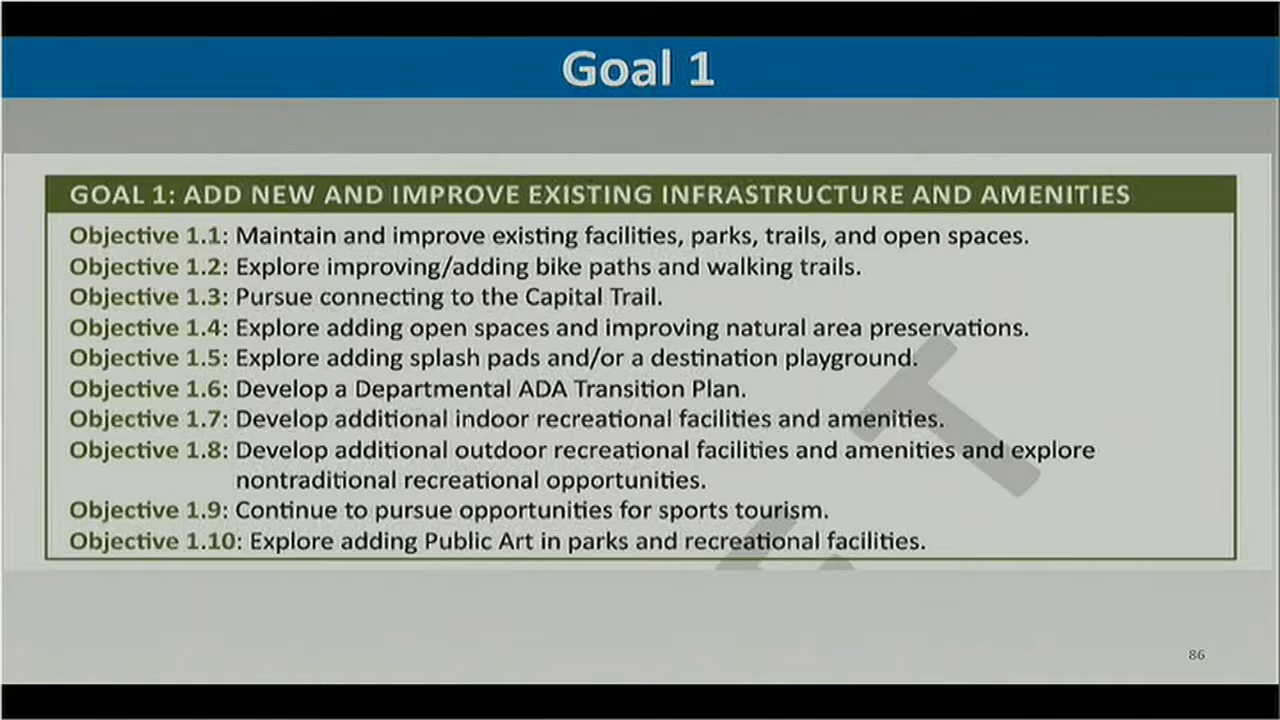 Goal 1
GOAL 1: ADD NEW AND IMPROVE EXISTING INFRASTRUCTURE AND AMENITIES
Objective 1.1: Maintain and improve existing facilities, parks, trails, and open spaces.
Objective 1.2: Explore improving/adding bike paths and walking trails.
Objective 1.3: Pursue connecting to the Capital Trail.
Objective 1.4: Explore adding open spaces and improving natural area preservations.
Objective 1.5: Explore adding splash pads and/or a destination playground.
Objective 1.6: Develop a Departmental ADA Transition Plan.
Objective 1.7: Develop additional indoor recreational facilities and amenities.
Objective 1.8: Develop additional outdoor recreational facilities and amenities and explore
nontraditional recreational opportunities.
Objective 1.9: Continue to pursue opportunities for sports tourism.
Objective 1.10: Explore adding Public Art in parks and recreational facilities.
86